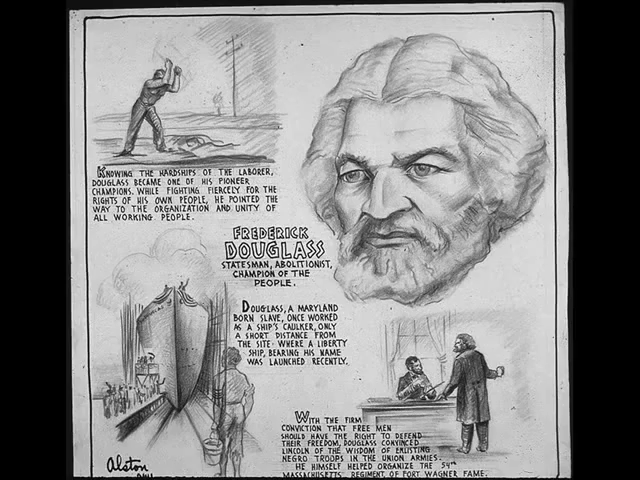 KNOWING THE HARDSHIPS OF THE LABORER,
DOUGLASS BECAME ONE OF HIS PIONEER
CHAMPIONS. WHILE FIGHTING FIERCELY FOR THE
RIGHTS OF HIS OWN PEOPLE, HE POINTED THE
WAY TO THE ORGANIZATION AND UNITY OF
ALL WORKING PEOPLE.
FREDERICK
DOUGLASS
STATESMAN, ABOLITIONIST,
CHAMPION OF THE
PEOPLE.
DOUGLASS, A MARYLAND
BORN SLAVE, ONCE WORKED
AS A SHIP'S CAULKER, ONLY
A SHORT DISTANCE FROM
THE SITE WHERE A LIBERTY
SHIP, BEARING HIS NAME
WAS LAUNCHED RECENTLY.
WITH THE FIRM
CONVICTION THAT FREE MEN
SHOULD HAVE THE RIGHT TO DEFEND
THEIR FREEDOM, DOUGLASS CONVINCED
LINCOLN OF THE WISDOM OF ENLISTING
NEGRO TROOPS IN THE UNION ARMIES.
HE HIMSELF HELPED ORGANIZE THE 54TH
MASSACHUSETTS REGIMENT OF FORT WAGNER FAME.
Alston